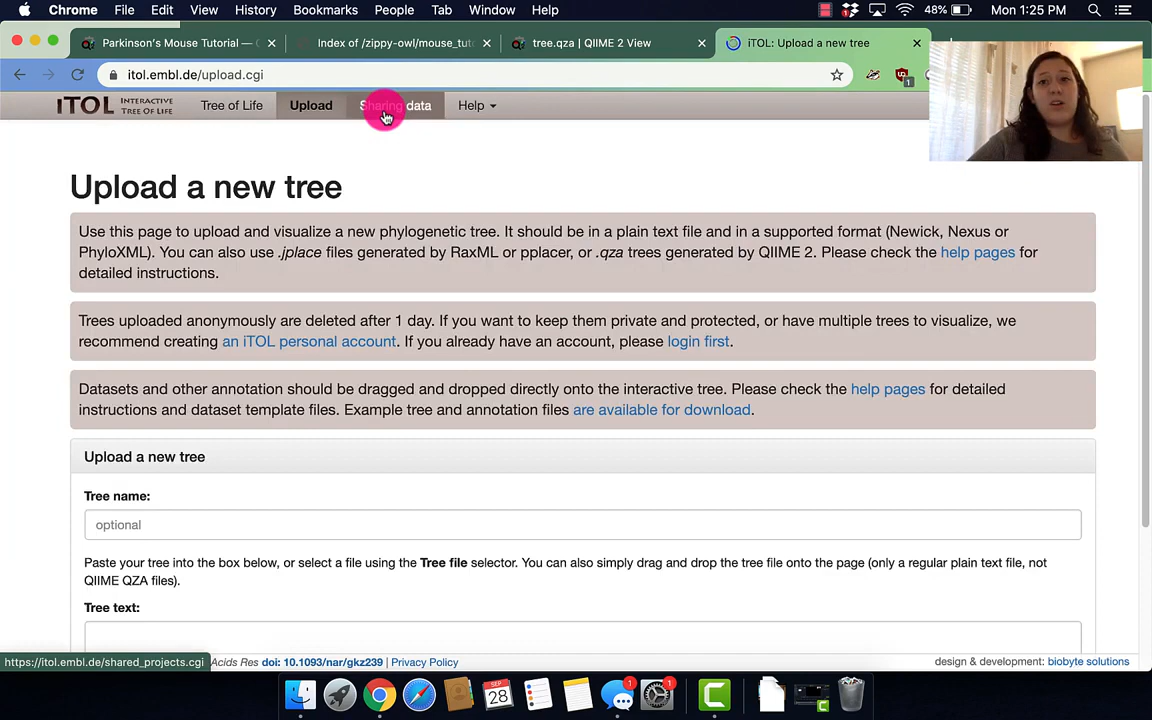 Chrome File Edit View History Bookmarks People Tab Window Help 48% Mon 1:25 PM
Parkinson's Mouse Tutorial — Index of /zippy-owl/mouse_tut tree.qza | QIIME 2 View iTOL: Upload a new tree
itol.embl.de/upload.cgi 1
iTOL INTERACTIVE TREE OF LIFE Tree of Life Upload Sharing data Help
Upload a new tree
Use this page to upload and visualize a new phylogenetic tree. It should be in a plain text file and in a supported format (Newick, Nexus or
PhyloXML). You can also use .jplace files generated by RaxML or pplacer, or .qza trees generated by QIIME 2. Please check the help pages for
detailed instructions.
Trees uploaded anonymously are deleted after 1 day. If you want to keep them private and protected, or have multiple trees to visualize, we
recommend creating an iTOL personal account. If you already have an account, please login first.
Datasets and other annotation should be dragged and dropped directly onto the interactive tree. Please check the help pages for detailed
instructions and dataset template files. Example tree and annotation files are available for download.
Upload a new tree
Tree name:
optional
Paste your tree into the box below, or select a file using the Tree file selector. You can also simply drag and drop the tree file onto the page (only a regular plain text file, not
QIIME QZA files).
Tree text:
https://itol.embl.de/shared_projects.cgi Acids Res doi: 10.1093/nar/gkz239 | Privacy Policy design & development: biobyte solutions
SEP
28
1
1